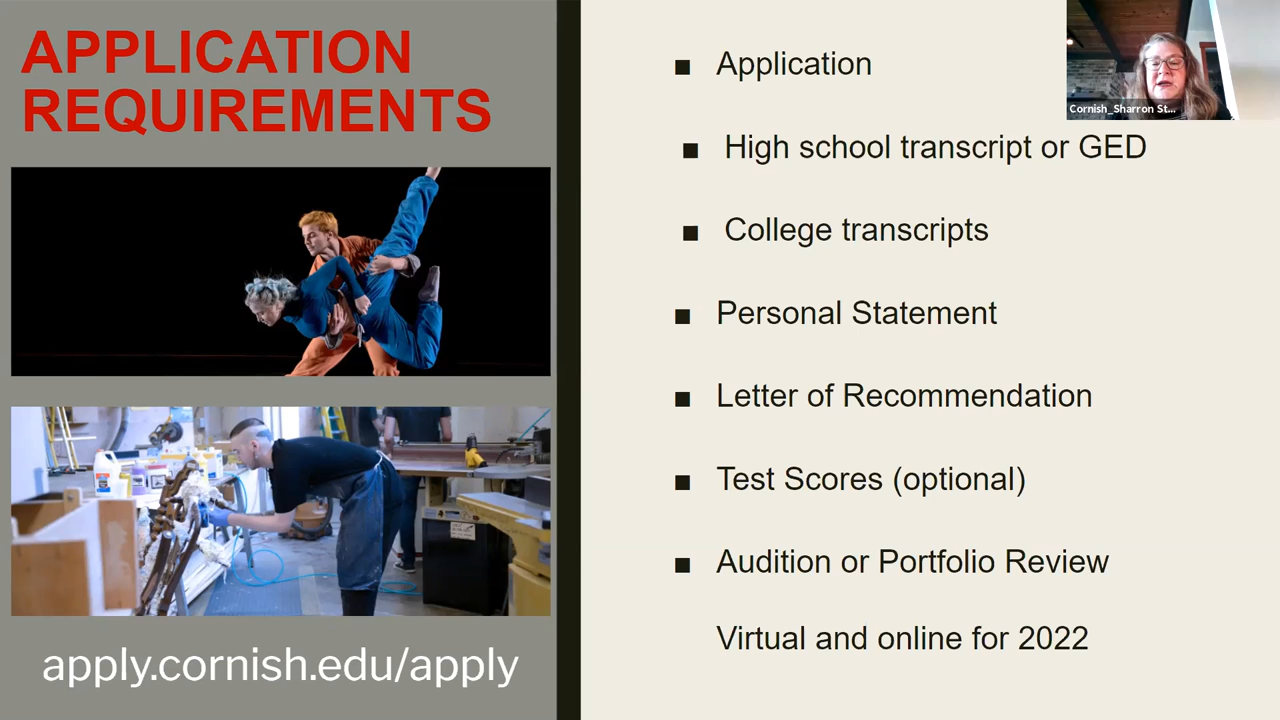 APPLICATION
REQUIREMENTS
apply.cornish.edu/apply
■ Application
■ High school transcript or GED
■ College transcripts
■ Personal Statement
■ Letter of Recommendation
■ Test Scores (optional)
■ Audition or Portfolio Review
Virtual and online for 2022
Cornish_Sharron St...